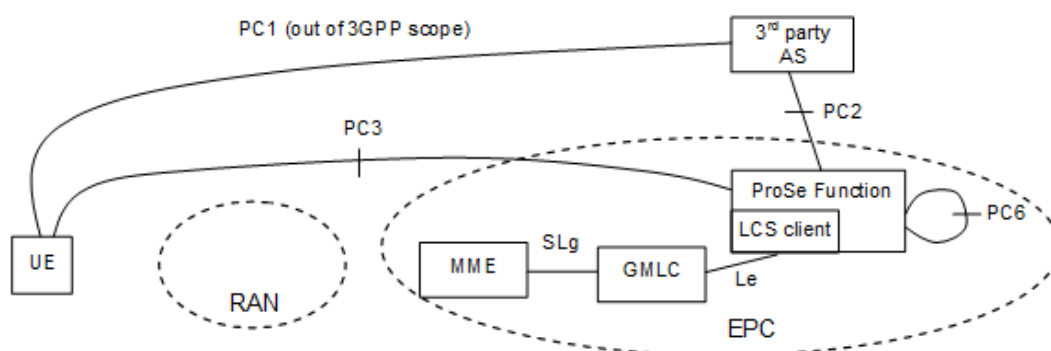 PC1 (out of 3GPP scope)
3rd party
AS
PC2
PC3
ProSe Function
LCS client
PC6
UE
MME
SLg
GMLC
Le
RAN
EPC